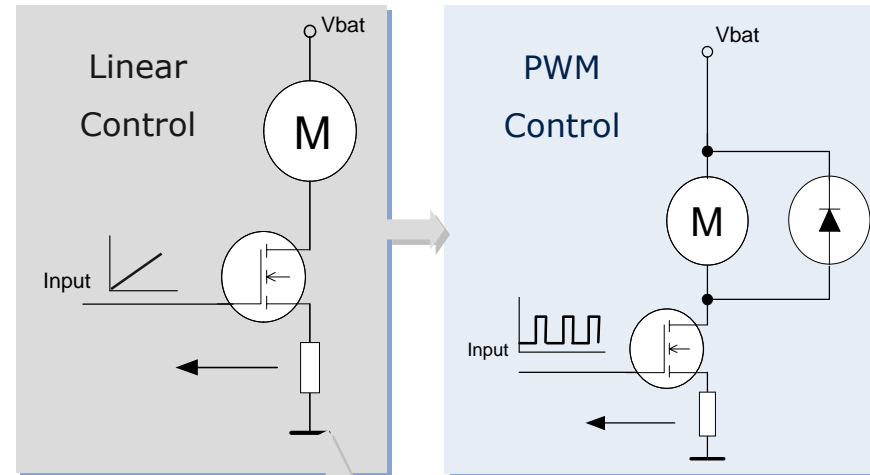 Linear
Control
Vbat
M
Input
PWM
Control
Vbat
M
Input